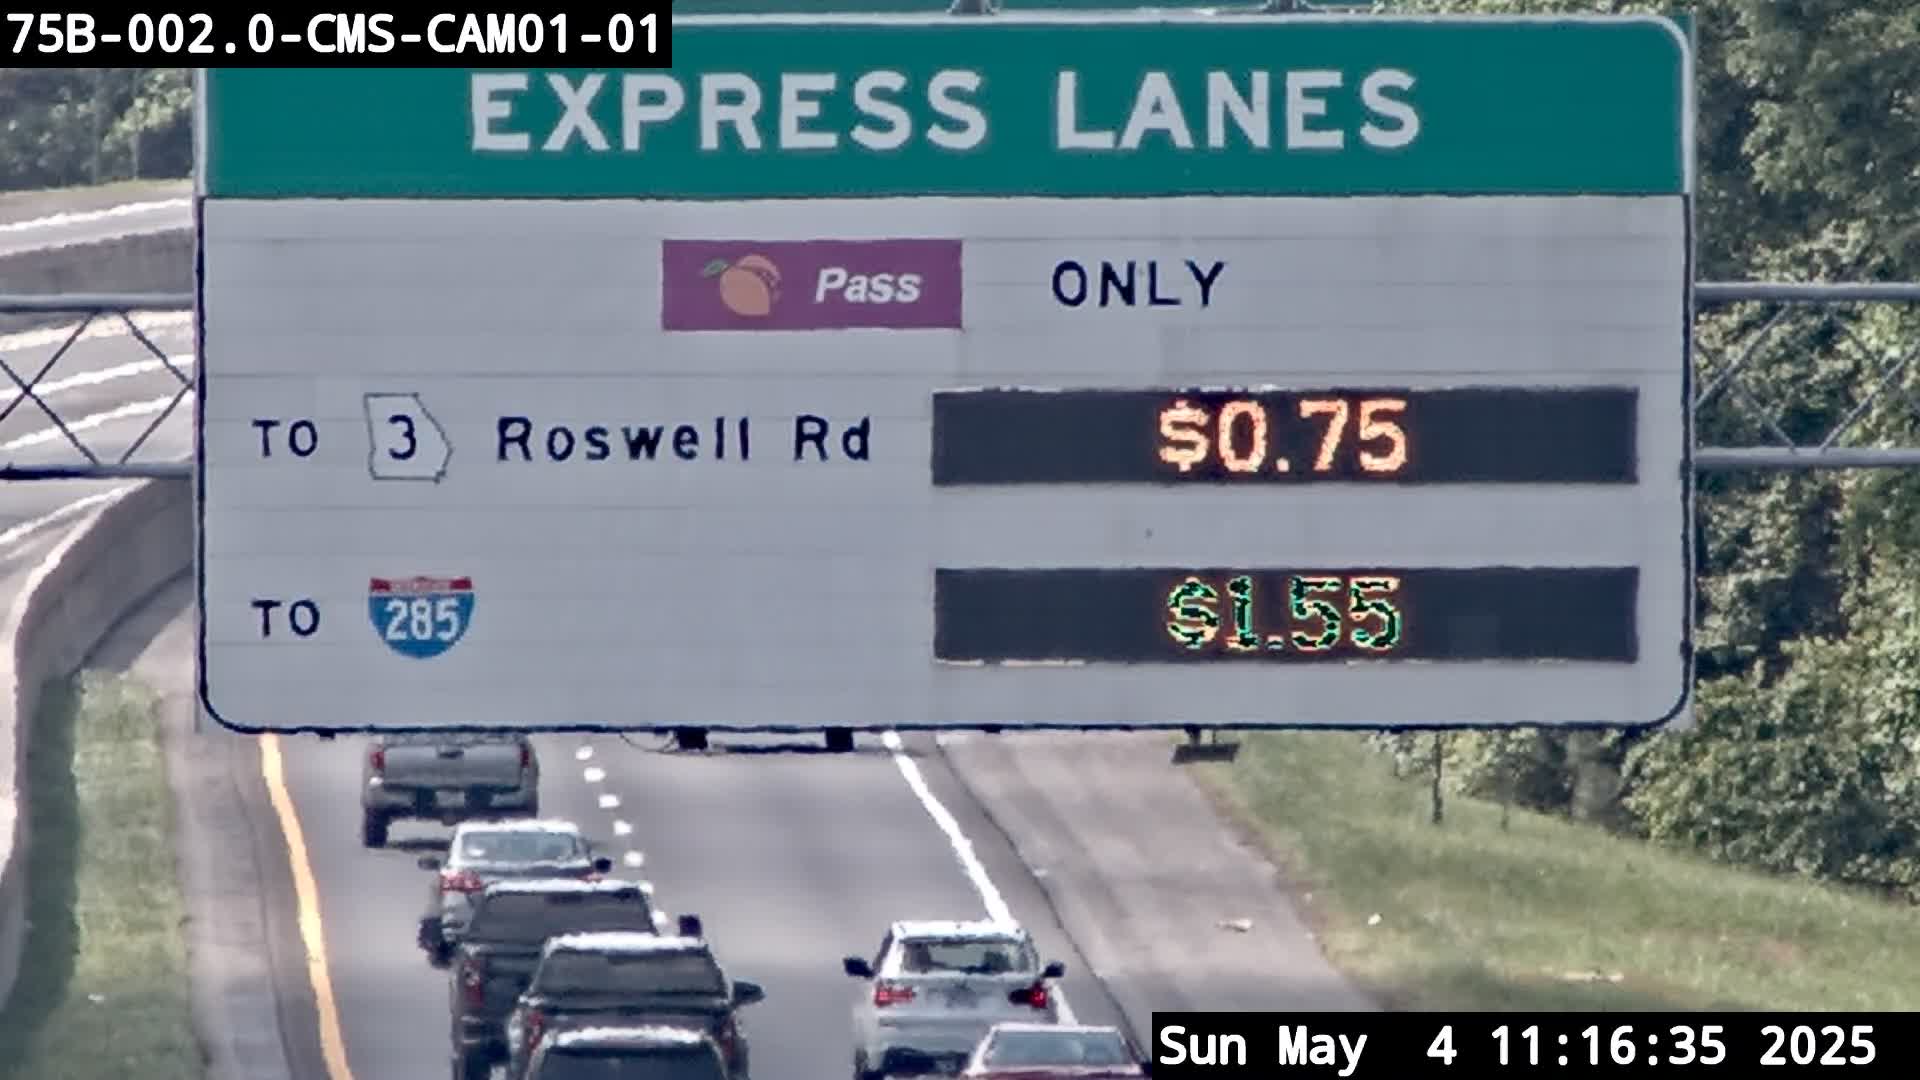 75B-002.0-CMS-CAM01-01
EXPRESS LANES
Pass ONLY
TO 3 Roswell Rd $0.75
TO 285 $1.55
Sun May 4 11:16:35 2025